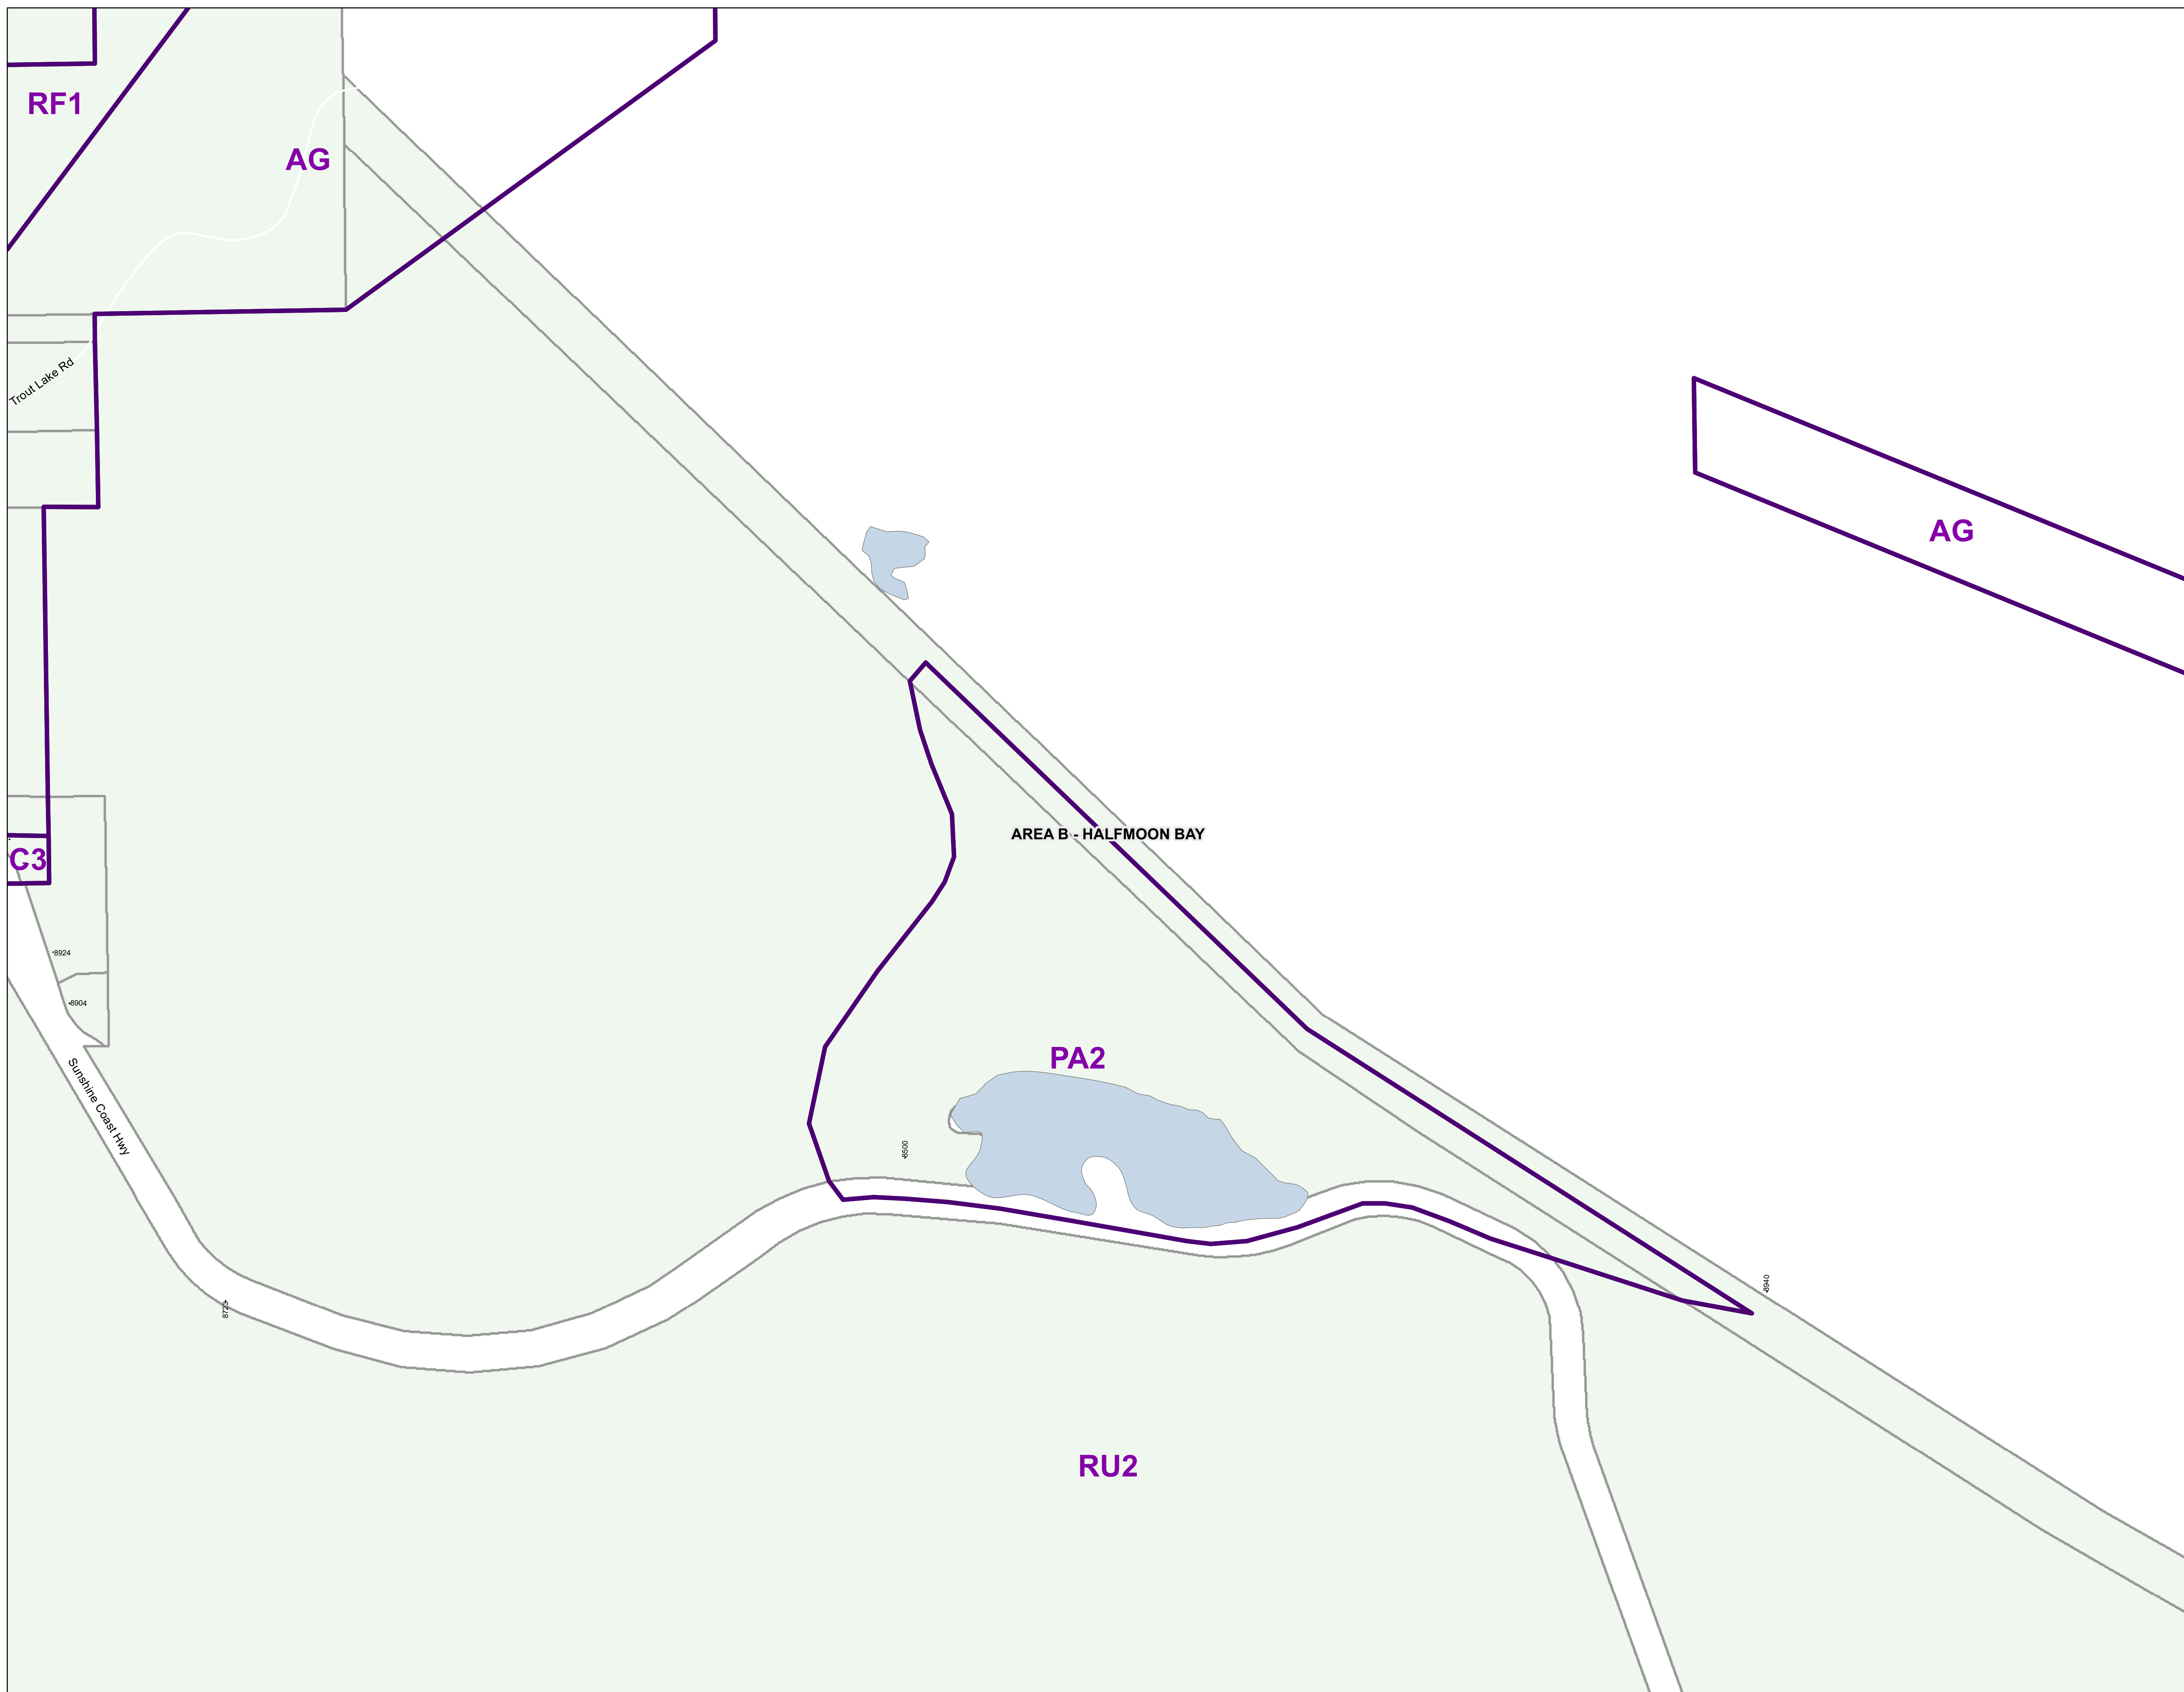 RF1
AG
Trout Lake Rd
AG
AREA B - HALFMOON BAY
C3
8924
8904
PA2
Sunshine Coast Hwy
8500
8940
8723
RU2